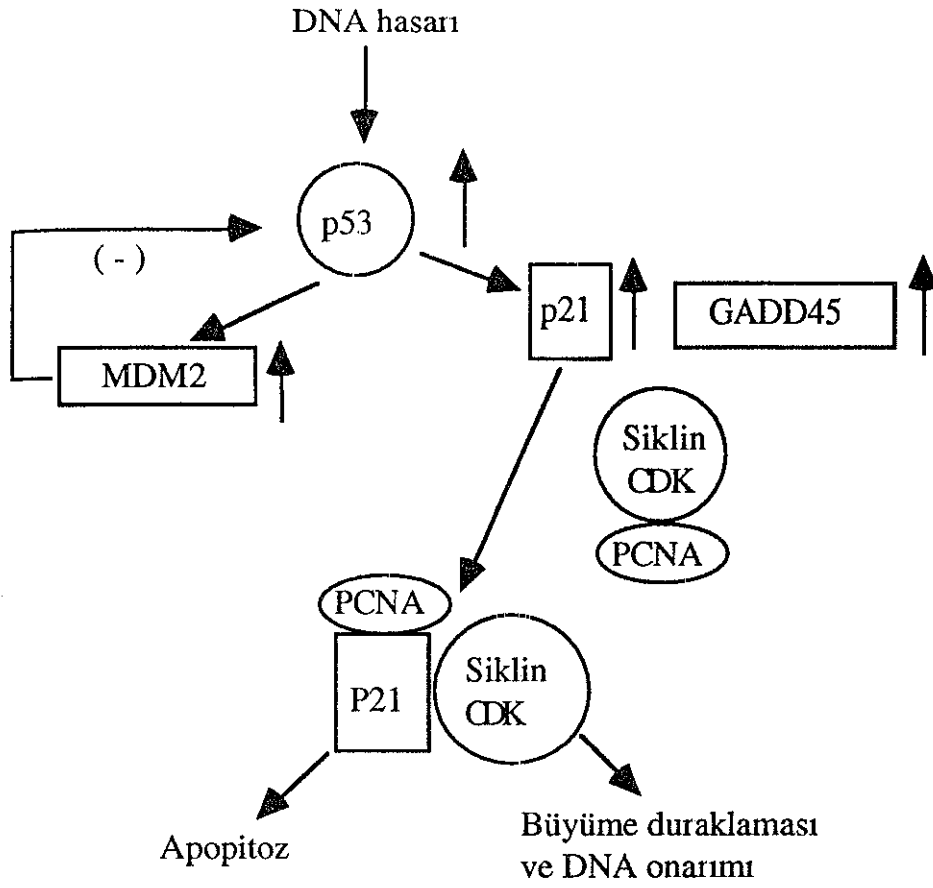 DNA hasarı
p53
( - )
p21
GADD45
MDM2
Siklin
CDK
PCNA
PCNA
P21
Siklin
CDK
Apopitoz
Büyüme duraklaması
ve DNA onarımı